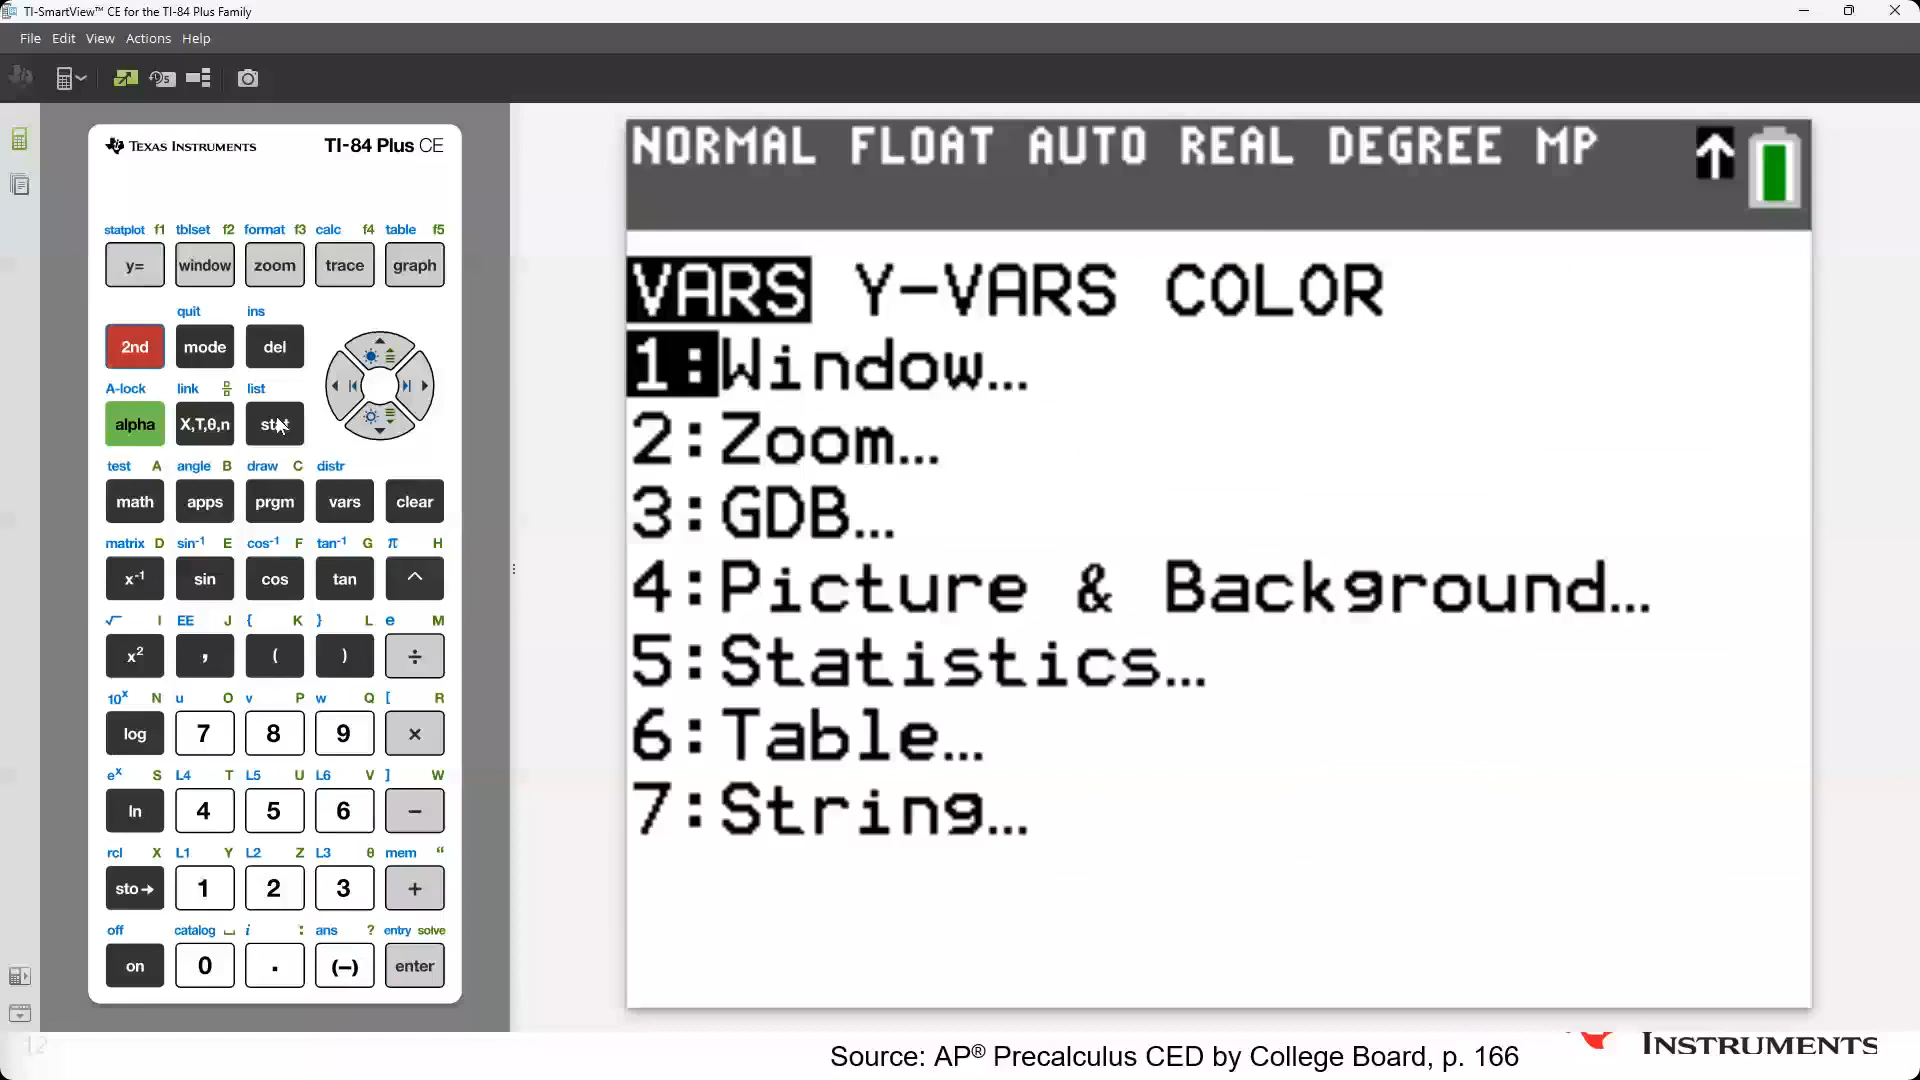 TI-SmartView™ CE for the TI-84 Plus Family
File Edit View Actions Help
TEXAS INSTRUMENTS TI-84 Plus CE
statplot f1 tblset f2 format f3 calc f4 table f5
y= window zoom trace graph
quit ins
2nd mode del
A-lock link list
alpha X,T,θ,n stat
test A angle B draw C distr
math apps prgm vars clear
matrix D sin-1 E cos-1 F tan-1 G π H
x-1 sin cos tan ^
√ I EE J { K } L e M
x2 , ( ) ÷
10x N u O v P w Q [ R
log 7 8 9 ×
ex S L4 T L5 U L6 V ] W
ln 4 5 6 −
rcl X L1 Y L2 Z L3 θ mem “
sto→ 1 2 3 +
off catalog ⎵ i : ans ? entry solve
on 0 . (–) enter
NORMAL FLOAT AUTO REAL DEGREE MP
VARS Y-VARS COLOR
1:Window…
2:Zoom…
3:GDB…
4:Picture & Background…
5:Statistics…
6:Table…
7:String…
12
Source: AP® Precalculus CED by College Board, p. 166
INSTRUMENTS